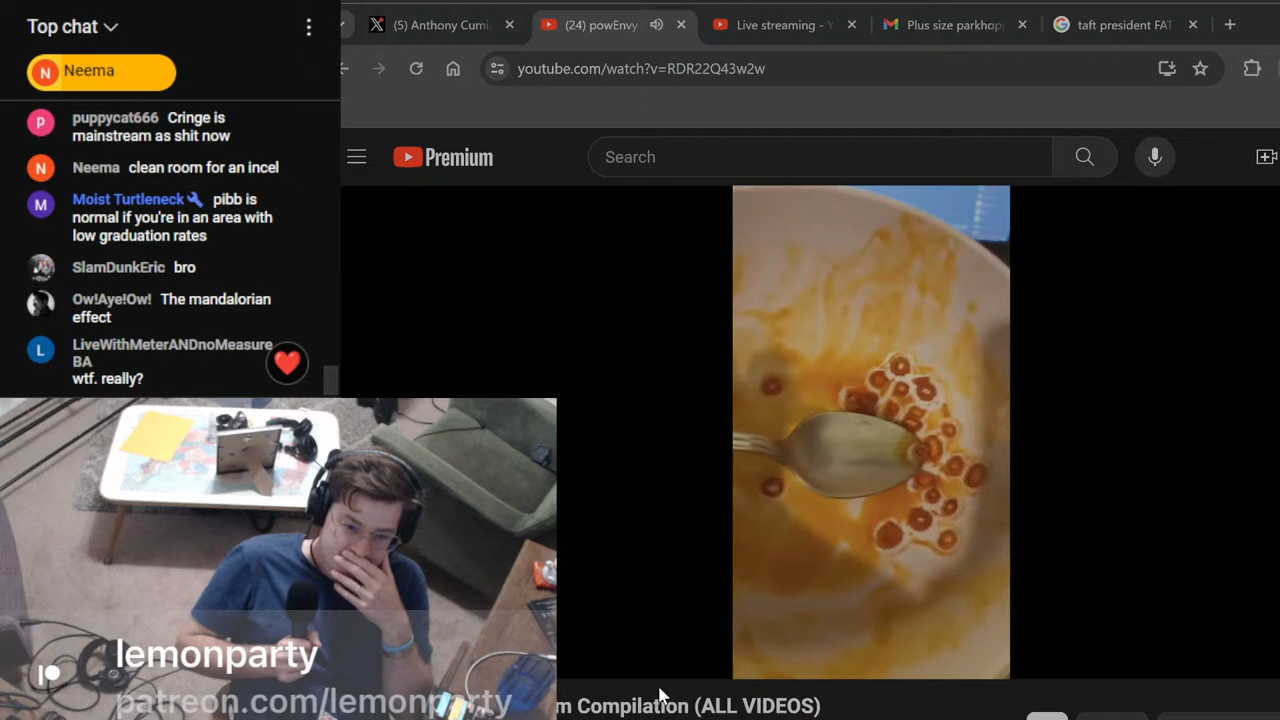 Top chat
N Neema
puppycat666 Cringe is
mainstream as shit now
Neema clean room for an incel
Moist Turtleneck pibb is
normal if you're in an area with
low graduation rates
SlamDunkEric bro
Ow!Aye!Ow! The mandalorian
effect
LiveWithMeterANDnoMeasure
BA
wtf. really?
P
N
M
L
(5) Anthony Cumia
(24) powEnvy
Live streaming - Y
Plus size parkhop
taft president FAT
youtube.com/watch?v=RDR22Q43w2w
Premium
Search
lemonparty
patreon.com/lemonparty
m Compilation (ALL VIDEOS)